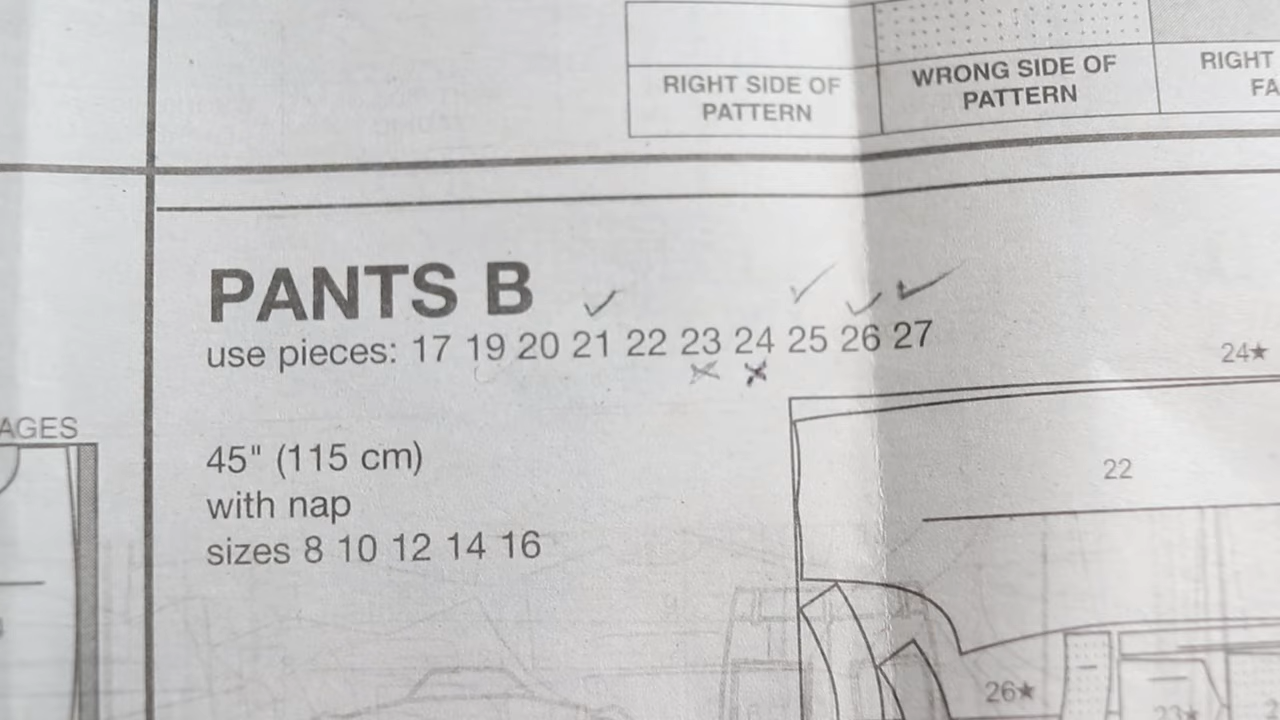 RIGHT SIDE OF
PATTERN
WRONG SIDE OF
PATTERN
RIGHT
FA
PANTS B
use pieces: 17 19 20 21 22 23 24 25 26 27
45" (115 cm)
with nap
sizes 8 10 12 14 16
AGES
24★
22
26★